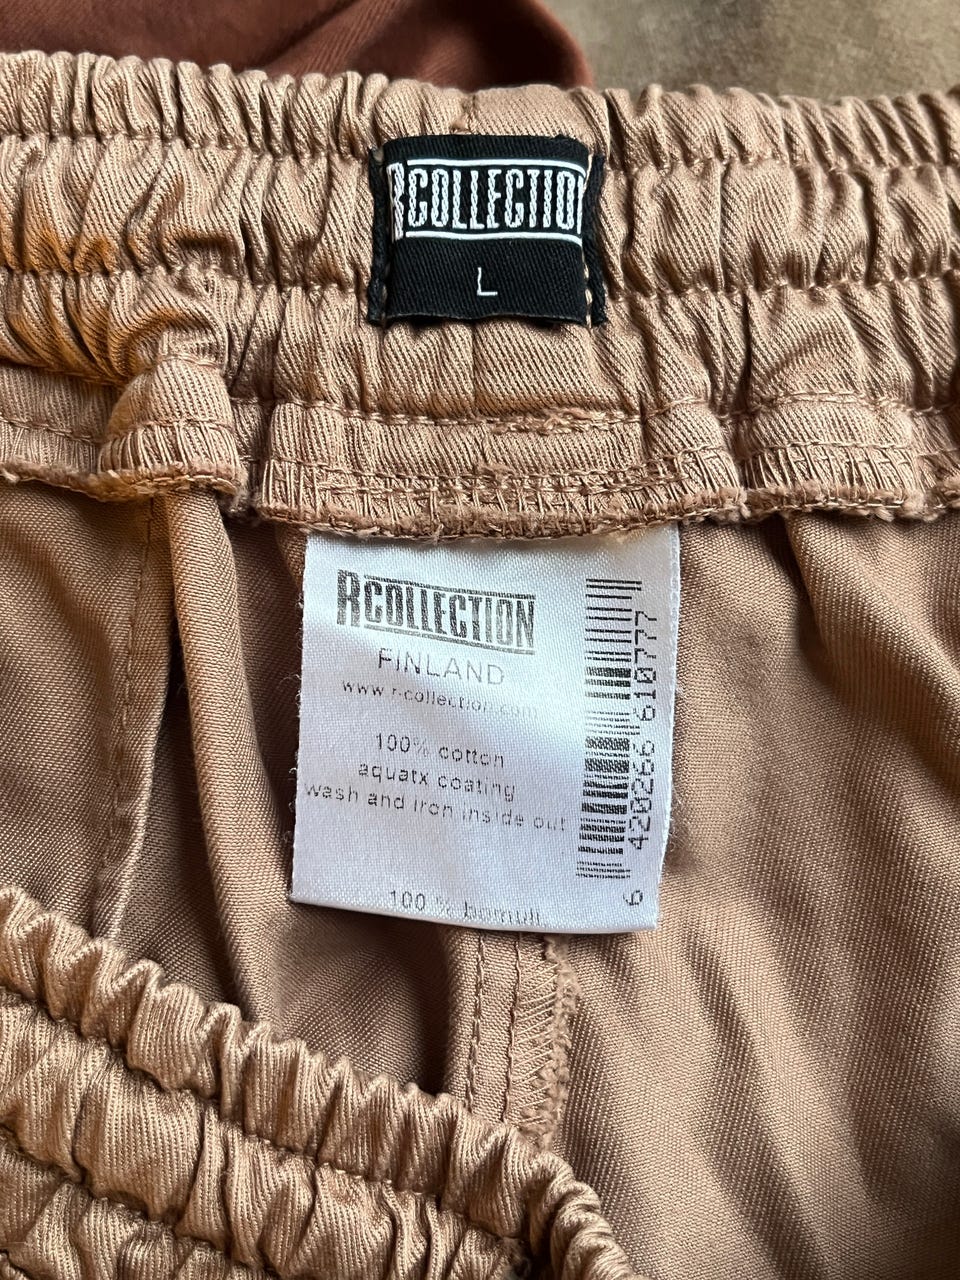 RCOLLECTION
L
RCOLLECTION
FINLAND
www.r-collection.com
100% cotton
aquatx coating
wash and iron inside out
100 % bomull
6 420266 610777